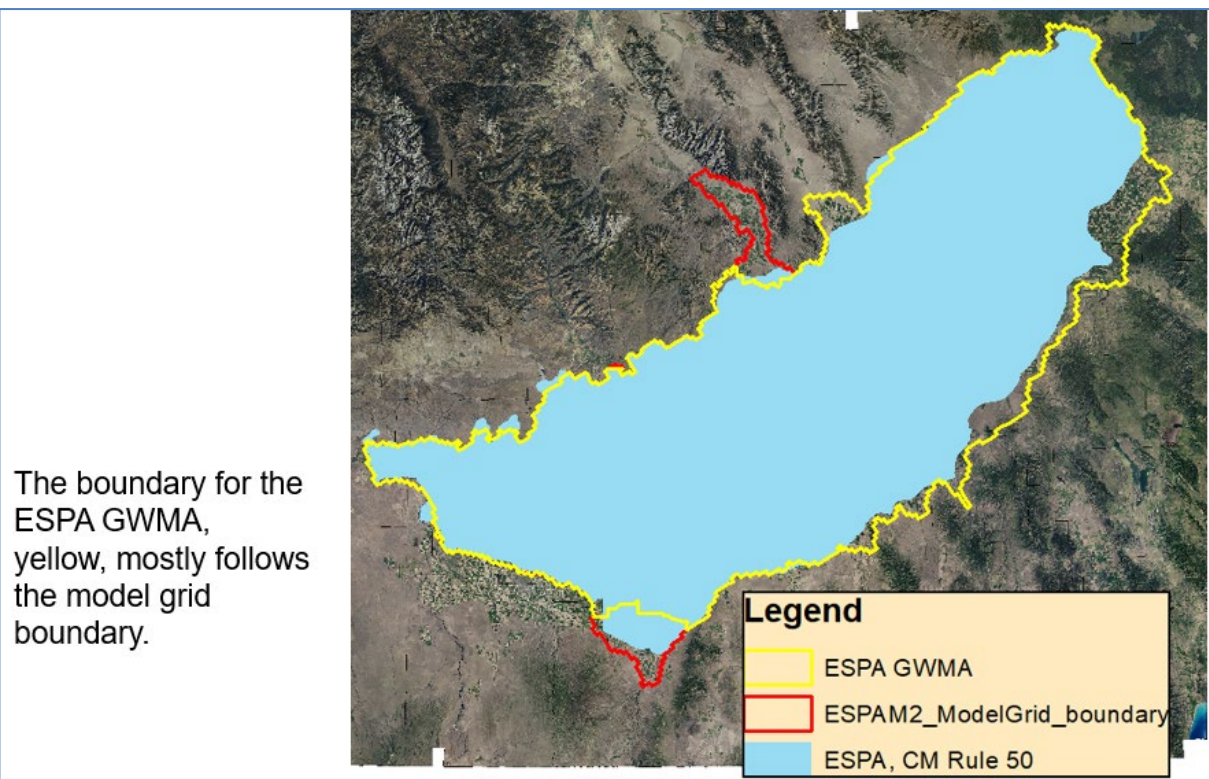 The boundary for the
ESPA GWMA,
yellow, mostly follows
the model grid
boundary.
Legend
ESPA GWMA
ESPAM2_ModelGrid_boundary
ESPA, CM Rule 50